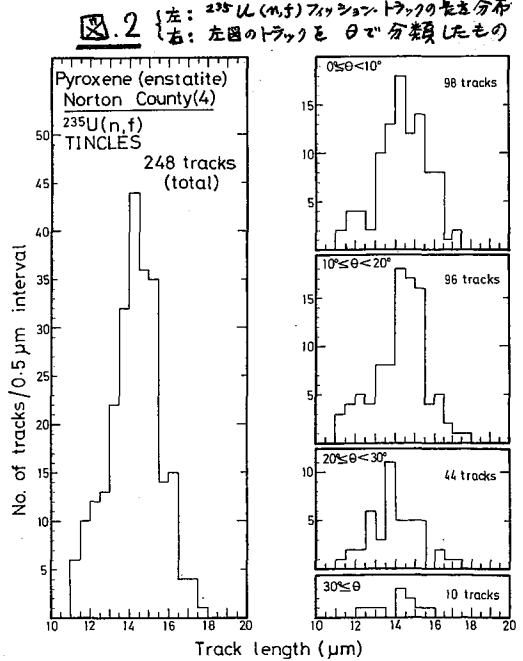 図.2
左: ²³⁵U (n,f) フィッション・トラックの長さ分布
右: 左図のトラックを θで分類したもの
Pyroxene (enstatite)
Norton County(4)
²³⁵U(n,f)
TINCLES
248 tracks
(total)
No. of tracks/0.5 μm interval
50
45
40
35
30
25
20
15
10
5
10 12 14 16 18 20
0°≤θ<10°
98 tracks
15
10
5
10°≤θ<20°
96 tracks
15
10
5
20°≤θ<30°
44 tracks
10
5
30°≤θ
10 tracks
10 12 14 16 18 20
Track length (μm)